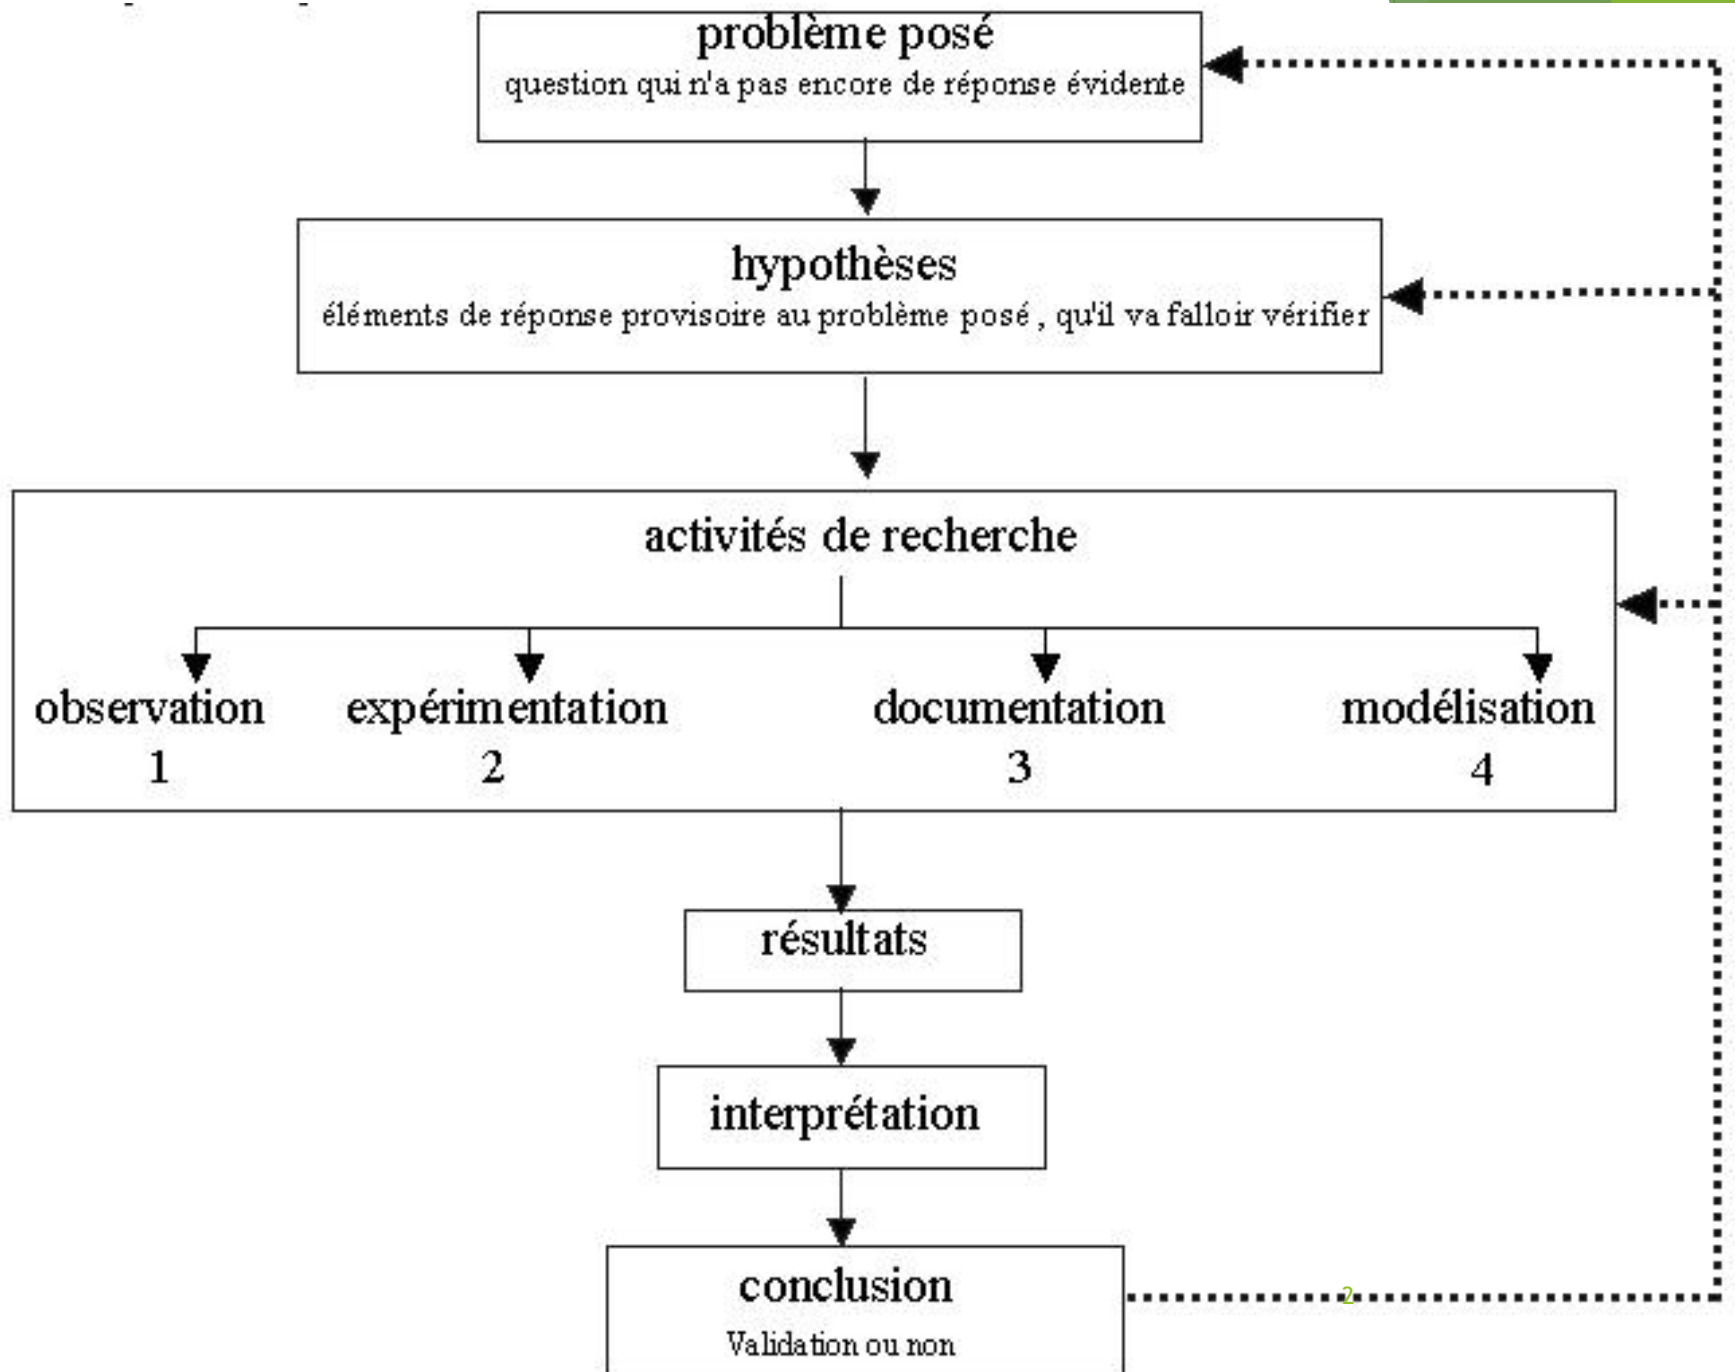 problème posé
question qui n'a pas encore de réponse évidente
hypothèses
éléments de réponse provisoire au problème posé , qu'il va falloir vérifier
activités de recherche
observation expérimentation documentation modélisation
1 2 3 4
résultats
interprétation
conclusion
2
Validation ou non